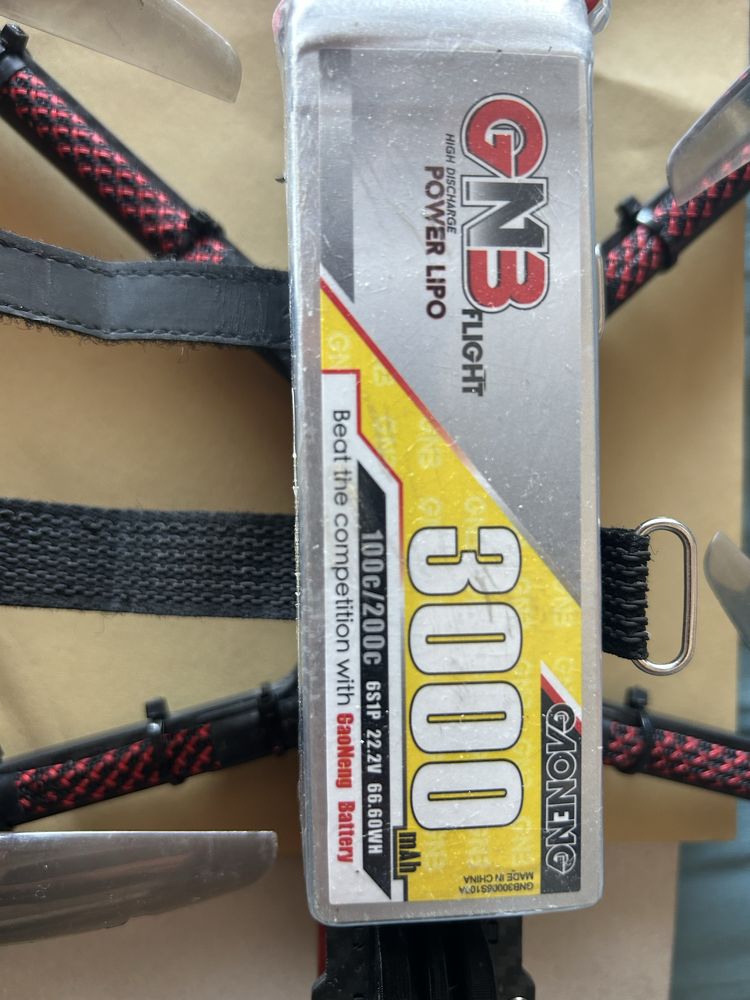 GNB
HIGH DISCHARGE
POWER LIPO
FLIGHT
3000
mAh
100c/200c 6S1P 22.2V 66.60WH
Beat the competition with GaoNeng Battery
GAONENG
MADE IN CHINA